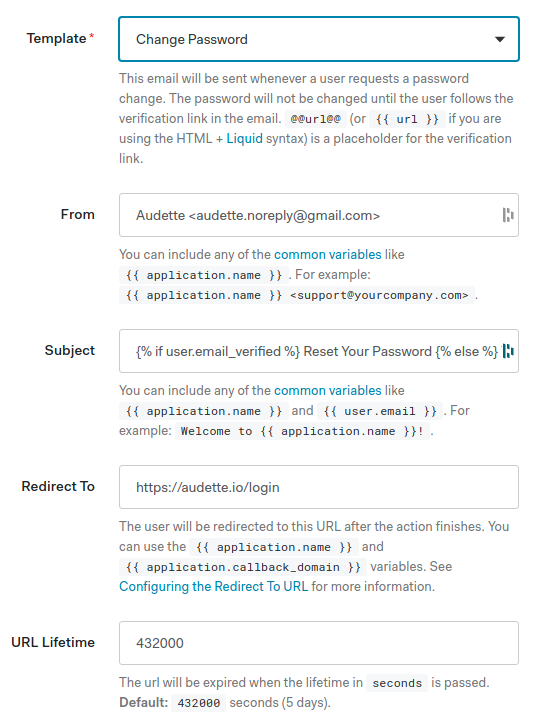 Template *
Change Password
This email will be sent whenever a user requests a password
change. The password will not be changed until the user follows the
verification link in the email. @@url@@ (or {{ url }} if you are
using the HTML + Liquid syntax) is a placeholder for the verification
link.
From
Audette <audette.noreply@gmail.com>
You can include any of the common variables like
{{ application.name }} . For example:
{{ application.name }} <support@yourcompany.com> .
Subject
{% if user.email_verified %} Reset Your Password {% else %}
You can include any of the common variables like
{{ application.name }} and {{ user.email }} . For
example: Welcome to {{ application.name }}! .
Redirect To
https://audette.io/login
The user will be redirected to this URL after the action finishes. You
can use the {{ application.name }} and
{{ application.callback_domain }} variables. See
Configuring the Redirect To URL for more information.
URL Lifetime
432000
The url will be expired when the lifetime in seconds is passed.
Default: 432000 seconds (5 days).